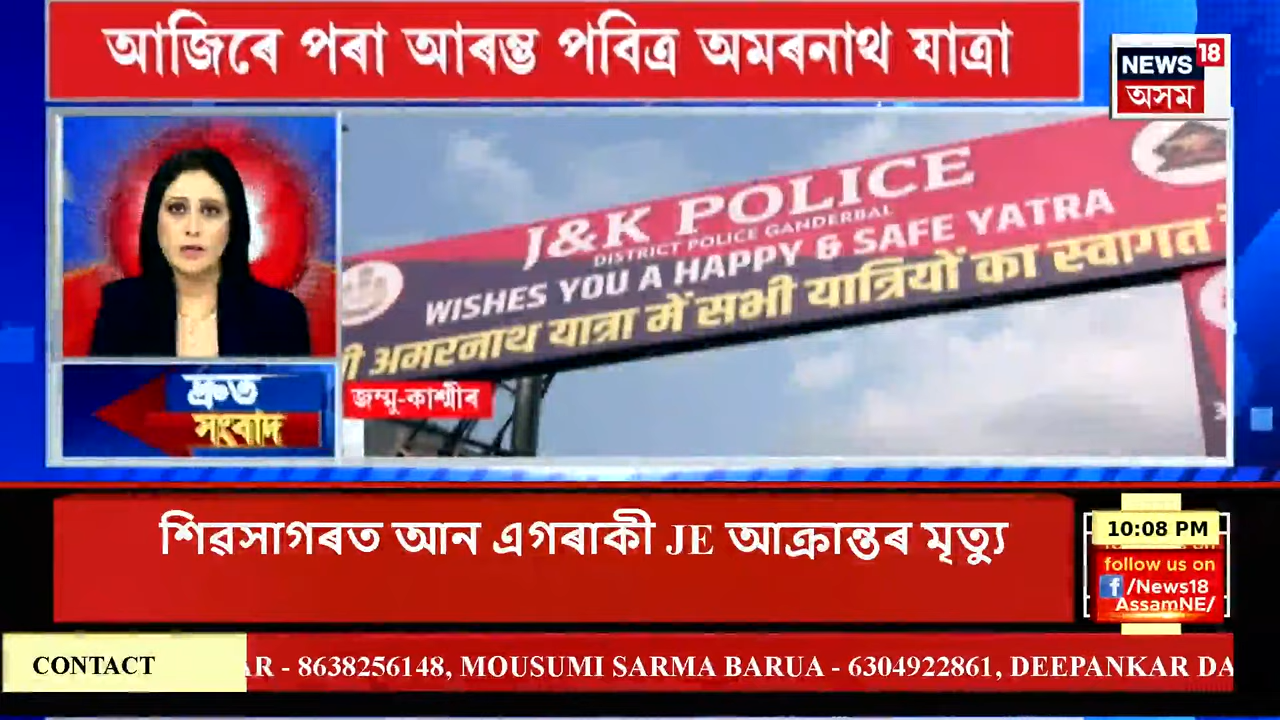 আজিৰে পৰা আৰম্ভ পবিত্ৰ অমৰনাথ যাত্ৰা
NEWS 18
অসম
J&K POLICE
DISTRICT POLICE GANDERBAL
WISHES YOU A HAPPY & SAFE YATRA
अमरनाथ यात्रा में सभी यात्रियों का स्वागत
জম্মু-কাশ্মীৰ
দ্ৰুত
সংবাদ
শিৱসাগৰত আন এগৰাকী JE আক্ৰান্তৰ মৃত্যু
10:08 PM
follow us on
/News18
AssamNE/
CONTACT
AR - 8638256148, MOUSUMI SARMA BARUA - 6304922861, DEEPANKAR DA